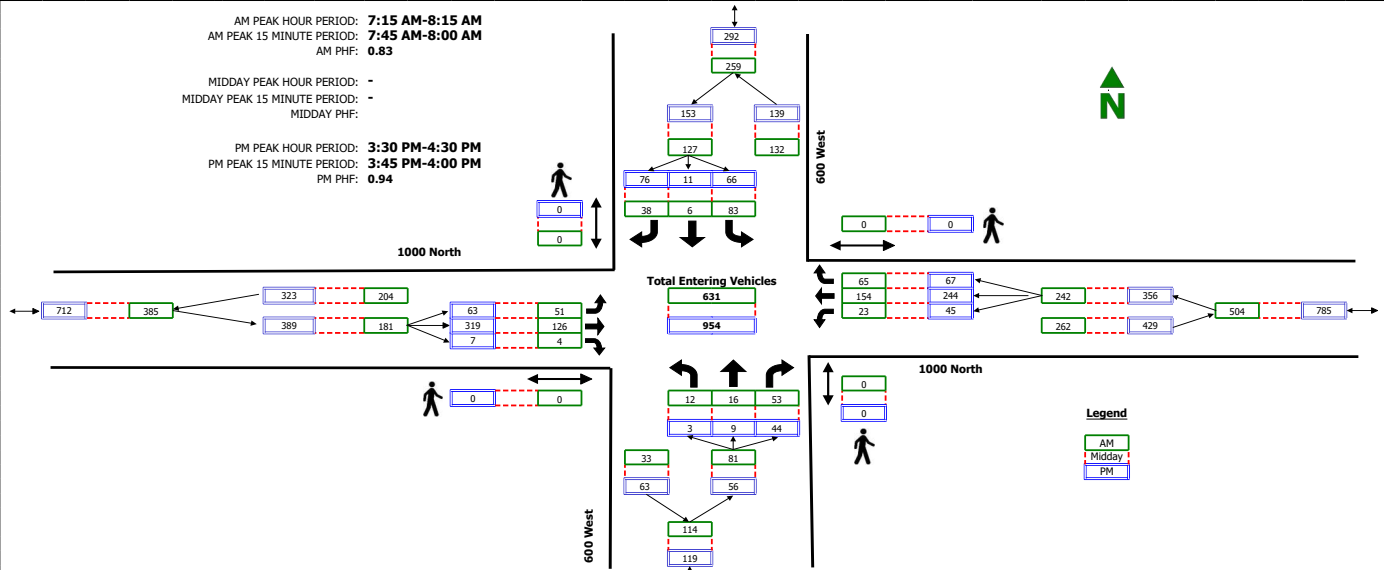 AM PEAK HOUR PERIOD: 7:15 AM-8:15 AM
AM PEAK 15 MINUTE PERIOD: 7:45 AM-8:00 AM
AM PHF: 0.83
MIDDAY PEAK HOUR PERIOD: -
MIDDAY PEAK 15 MINUTE PERIOD: -
MIDDAY PHF:
PM PEAK HOUR PERIOD: 3:30 PM-4:30 PM
PM PEAK 15 MINUTE PERIOD: 3:45 PM-4:00 PM
PM PHF: 0.94
292
259
153 139
127 132
76 11 66
38 6 83
600 West
N
0
0
1000 North
0 0
Total Entering Vehicles
631
954
712 385
323 204
389 181
63 51
319 126
7 4
65 67
154 244
23 45
242 356
262 429
504 785
1000 North
0 0
12 16 53
3 9 44
33 81
63 56
114
119
600 West
0
0
Legend
AM
Midday
PM